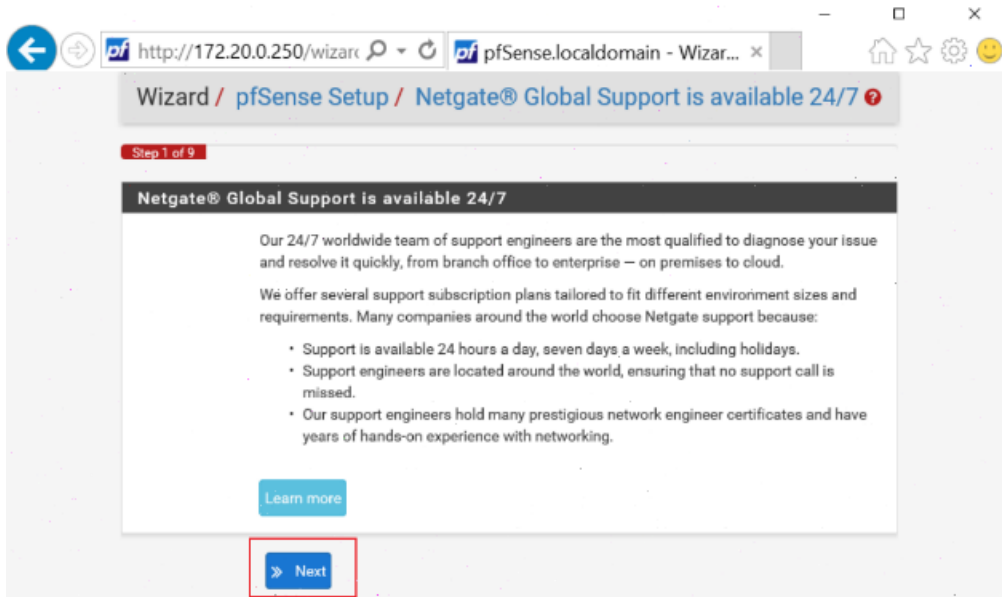 http://172.20.0.250/wizar
pf pfSense.localdomain - Wizar... ×
Wizard / pfSense Setup / Netgate® Global Support is available 24/7
Step 1 of 9
Netgate® Global Support is available 24/7
Our 24/7 worldwide team of support engineers are the most qualified to diagnose your issue
and resolve it quickly, from branch office to enterprise — on premises to cloud.
We offer several support subscription plans tailored to fit different environment sizes and
requirements. Many companies around the world choose Netgate support because:
• Support is available 24 hours a day, seven days a week, including holidays.
• Support engineers are located around the world, ensuring that no support call is
missed.
• Our support engineers hold many prestigious network engineer certificates and have
years of hands-on experience with networking.
Learn more
» Next